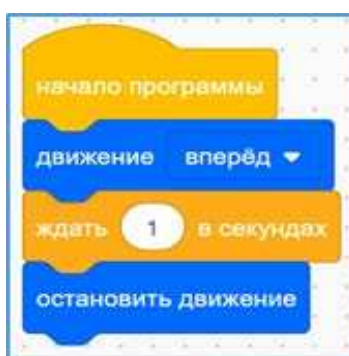 начало программы
движение вперёд
ждать 1 в секундах
остановить движение